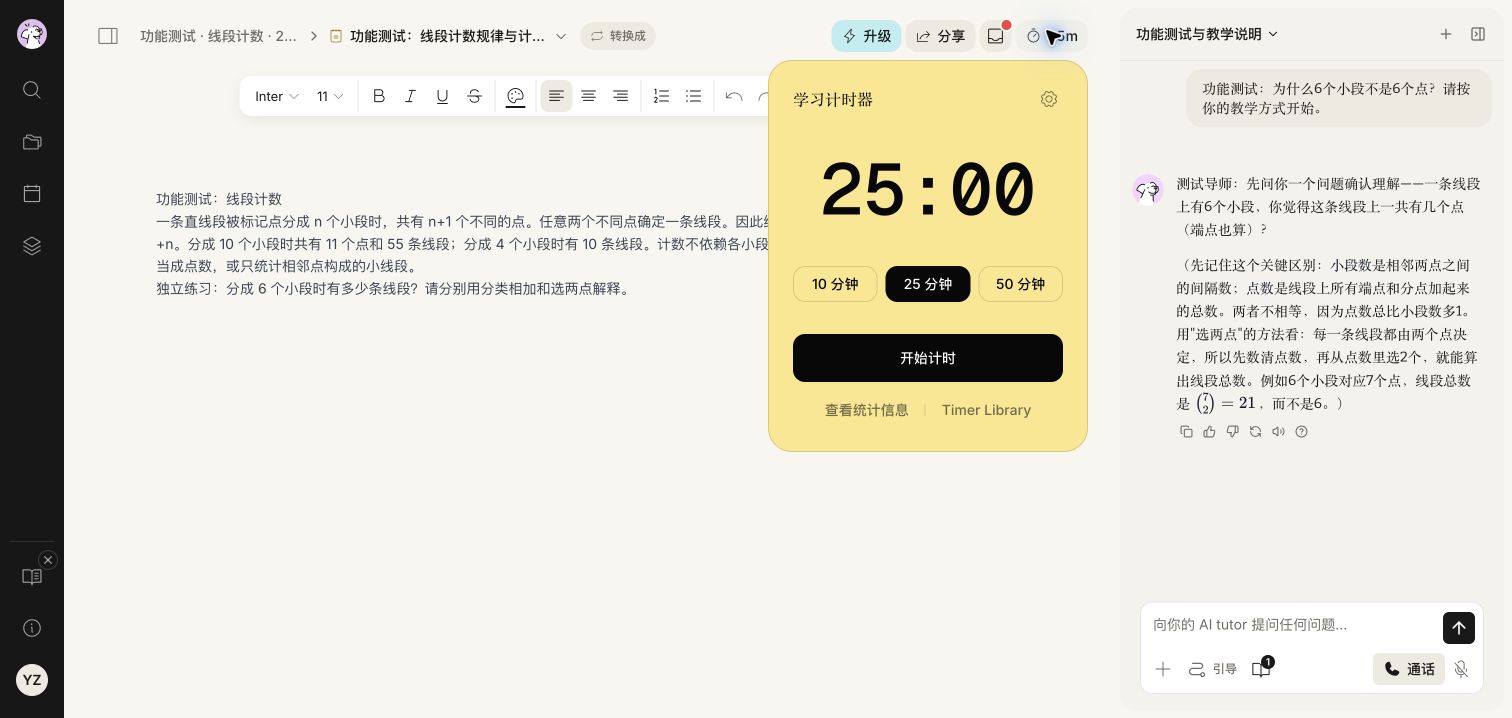 功能测试 · 线段计数 · 2...
功能测试：线段计数规律与计...
转换成
升级
分享
5m
Inter
11
功能测试：线段计数
一条直线段被标记点分成 n 个小段时，共有 n+1 个不同的点。任意两个不同点确定一条线段。因此
+n。分成 10 个小段时共有 11 个点和 55 条线段；分成 4 个小段时有 10 条线段。计数不依赖各小段
当成点数，或只统计相邻点构成的小线段。
独立练习：分成 6 个小段时有多少条线段？请分别用分类相加和选两点解释。
学习计时器
25:00
10 分钟
25 分钟
50 分钟
开始计时
查看统计信息
Timer Library
功能测试与教学说明
功能测试：为什么6个小段不是6个点？请按
你的教学方式开始。
测试导师：先问你一个问题确认理解——一条线段
上有6个小段，你觉得这条线段上一共有几个点
（端点也算）?
（先记住这个关键区别：小段数是相邻两点之间
的间隔数；点数是线段上所有端点和分点加起来
的总数。两者不相等，因为点数总比小段数多1。
用"选两点"的方法看：每一条线段都由两个点决
定，所以先数清点数，再从点数里选2个，就能算
出线段总数。例如6个小段对应7个点，线段总数
是 (7 2) = 21，而不是6。）
向你的 AI tutor 提问任何问题...
引导
1
通话
YZ